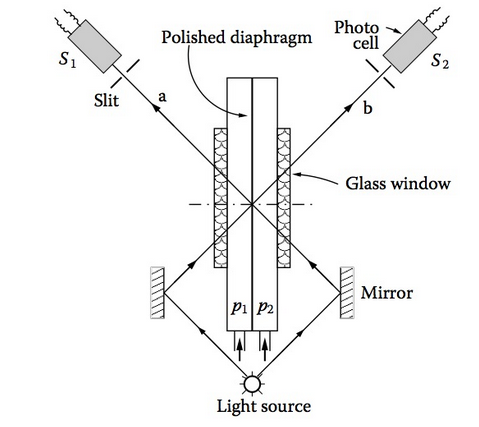 Photo
cell
Polished diaphragm
S1
S2
Slit
a
b
Glass window
p1
p2
Mirror
Light source